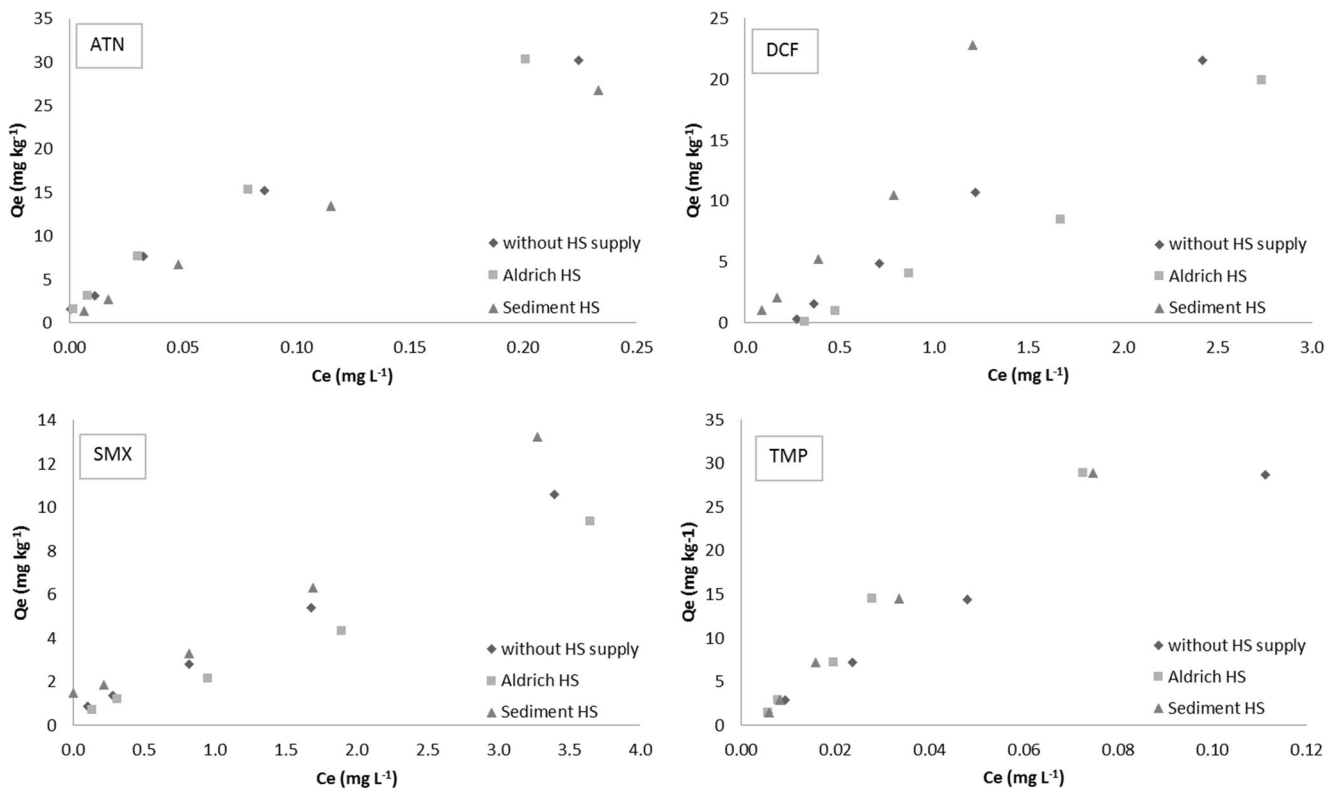 ATN
35
30
25
20
15
10
5
0
Qe (mg kg-1)
0.00 0.05 0.10 0.15 0.20 0.25
Ce (mg L-1)
without HS supply
Aldrich HS
Sediment HS
DCF
25
20
15
10
5
0
Qe (mg kg-1)
0.0 0.5 1.0 1.5 2.0 2.5 3.0
Ce (mg L-1)
without HS supply
Aldrich HS
Sediment HS
SMX
14
12
10
8
6
4
2
0
Qe (mg kg-1)
0.0 0.5 1.0 1.5 2.0 2.5 3.0 3.5 4.0
Ce (mg L-1)
without HS supply
Aldrich HS
Sediment HS
TMP
35
30
25
20
15
10
5
0
Qe (mg kg-1)
0.00 0.02 0.04 0.06 0.08 0.10 0.12
Ce (mg L-1)
without HS supply
Aldrich HS
Sediment HS